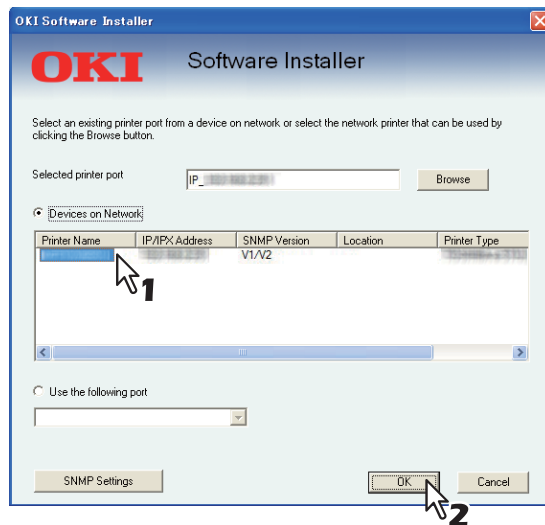 OKI Software Installer
OKI Software Installer
Select an existing printer port from a device on network or select the network printer that can be used by
clicking the Browse button.
Selected printer port IP_ Browse
Devices on Network
Printer Name IP/IPX Address SNMP Version Location Printer Type
V1/V2
1
Use the following port
SNMP Settings OK Cancel
2